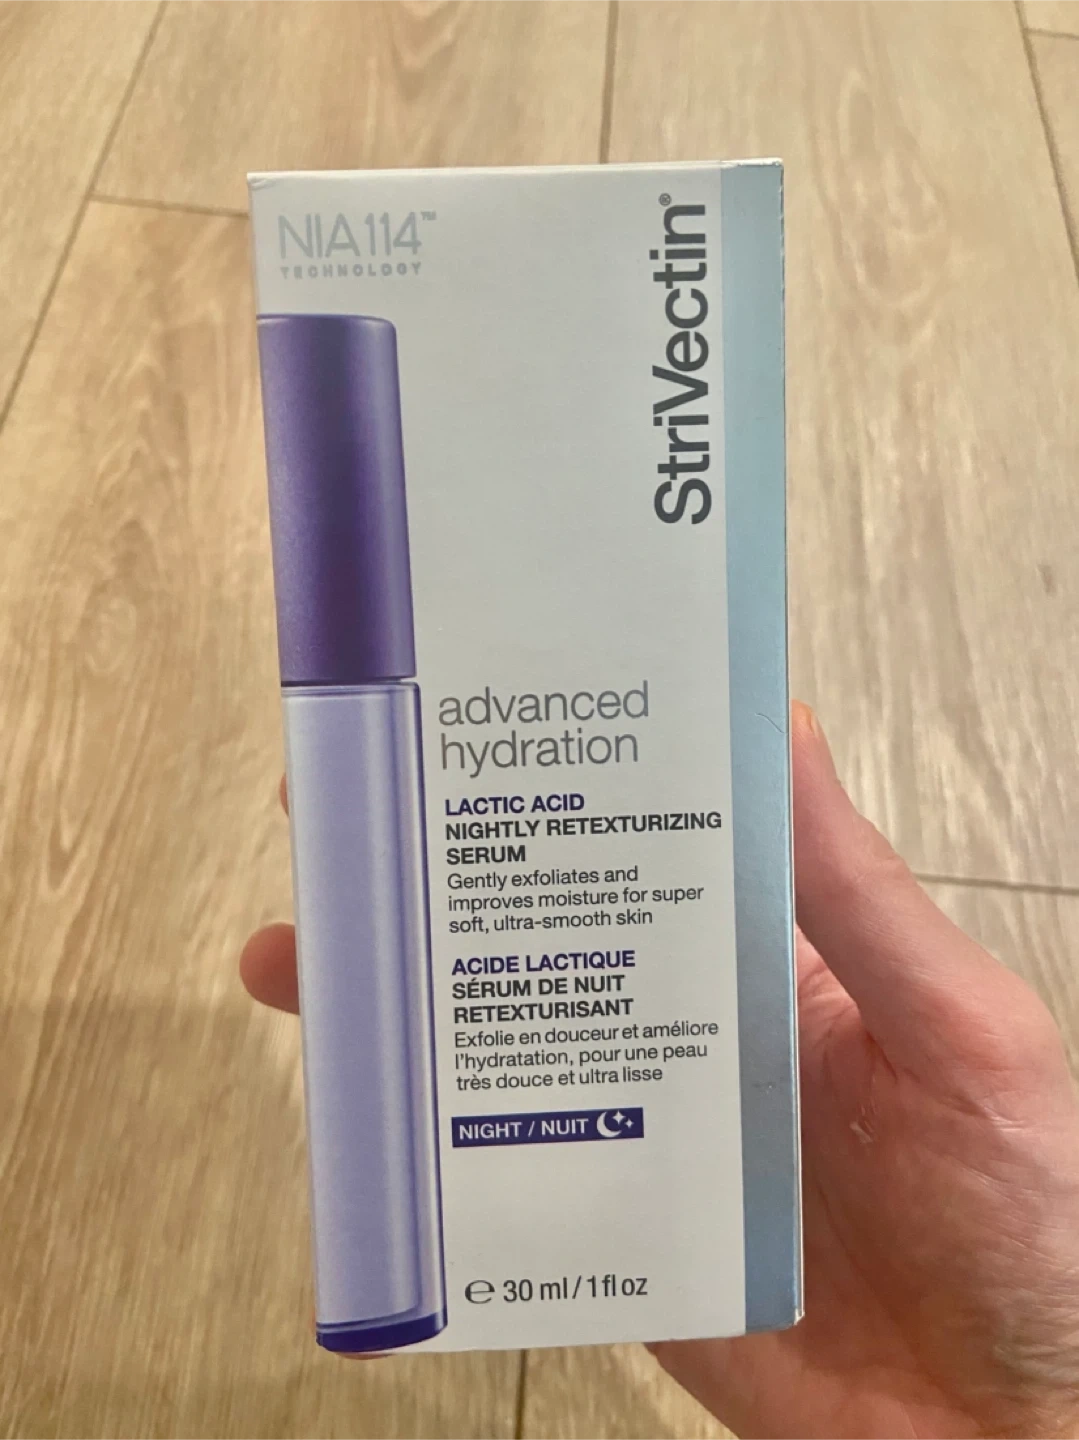 NIA114™
TECHNOLOGY
StriVectin®
advanced
hydration
LACTIC ACID
NIGHTLY RETEXTURIZING
SERUM
Gently exfoliates and
improves moisture for super
soft, ultra-smooth skin
ACIDE LACTIQUE
SÉRUM DE NUIT
RETEXTURISANT
Exfolie en douceur et améliore
l'hydratation, pour une peau
très douce et ultra lisse
NIGHT / NUIT
℮ 30 ml / 1 fl oz